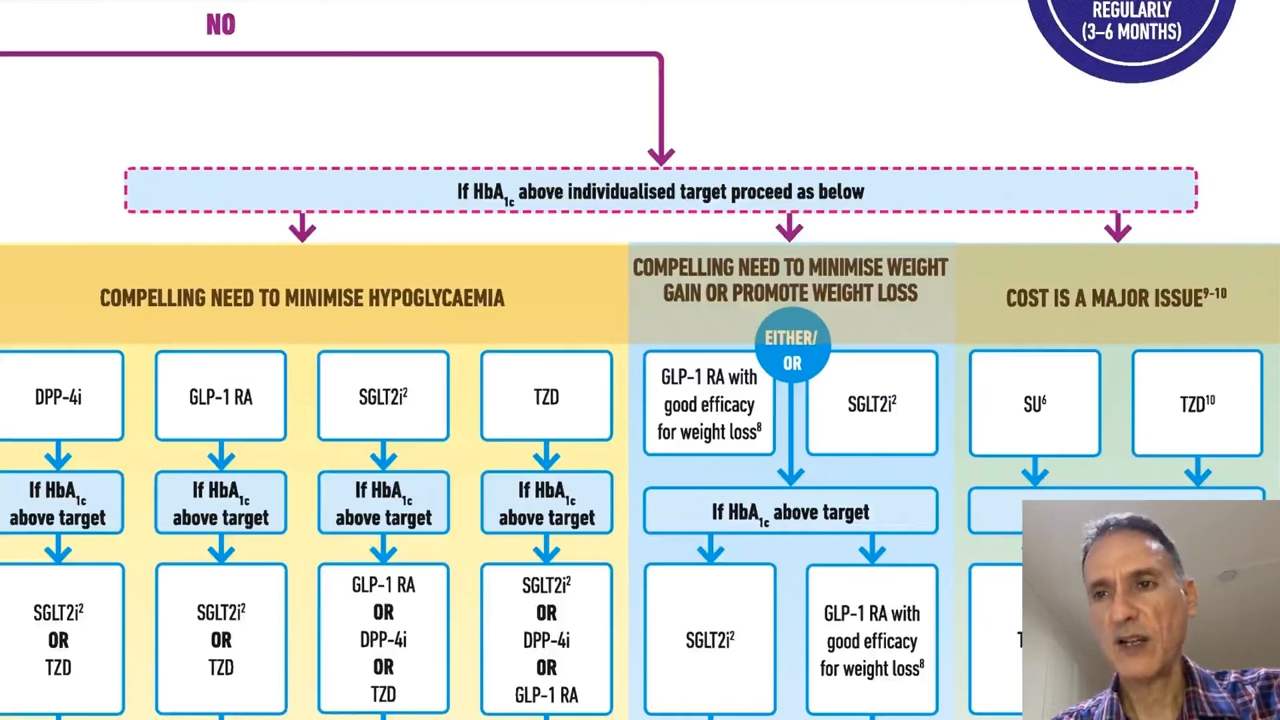 REGULARLY
(3–6 MONTHS)
NO
If HbA1c above individualised target proceed as below
COMPELLING NEED TO MINIMISE HYPOGLYCAEMIA
COMPELLING NEED TO MINIMISE WEIGHT
GAIN OR PROMOTE WEIGHT LOSS
COST IS A MAJOR ISSUE9-10
EITHER/
OR
DPP-4i
GLP-1 RA
SGLT2i2
TZD
GLP-1 RA with
good efficacy
for weight loss8
SGLT2i2
SU6
TZD10
If HbA1c
above target
If HbA1c
above target
If HbA1c
above target
If HbA1c
above target
If HbA1c above target
SGLT2i2
OR
TZD
SGLT2i2
OR
TZD
GLP-1 RA
OR
DPP-4i
OR
TZD
SGLT2i2
OR
DPP-4i
OR
GLP-1 RA
SGLT2i2
GLP-1 RA with
good efficacy
for weight loss8